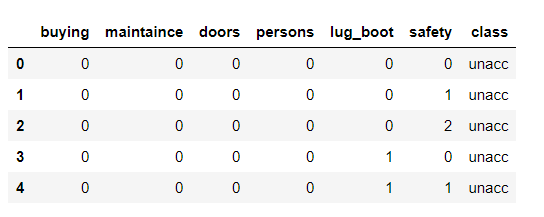 buying maintaince doors persons lug_boot safety class
0 0 0 0 0 0 0 unacc
1 0 0 0 0 0 1 unacc
2 0 0 0 0 0 2 unacc
3 0 0 0 0 1 0 unacc
4 0 0 0 0 1 1 unacc